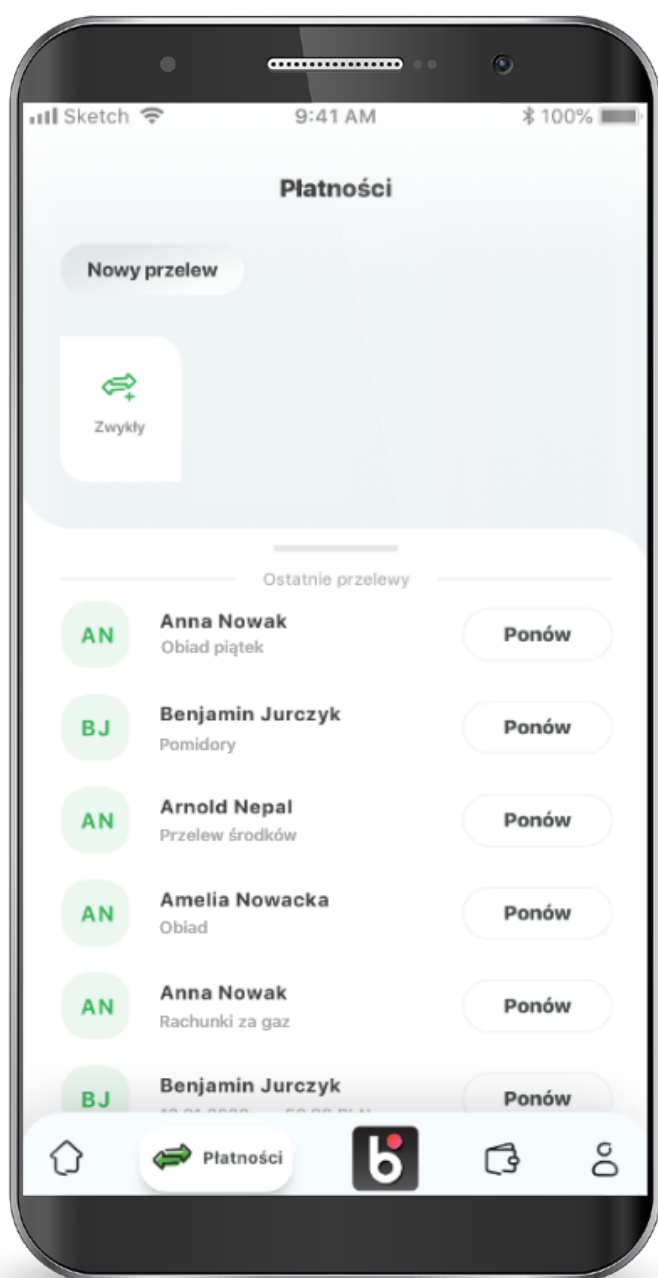 Sketch
9:41 AM
100%
Płatności
Nowy przelew
Zwykły
Ostatnie przelewy
AN
Anna Nowak
Obiad piątek
Ponów
BJ
Benjamin Jurczyk
Pomidory
Ponów
AN
Arnold Nepal
Przelew środków
Ponów
AN
Amelia Nowacka
Obiad
Ponów
AN
Anna Nowak
Rachunki za gaz
Ponów
BJ
Benjamin Jurczyk
Ponów
Płatności
b